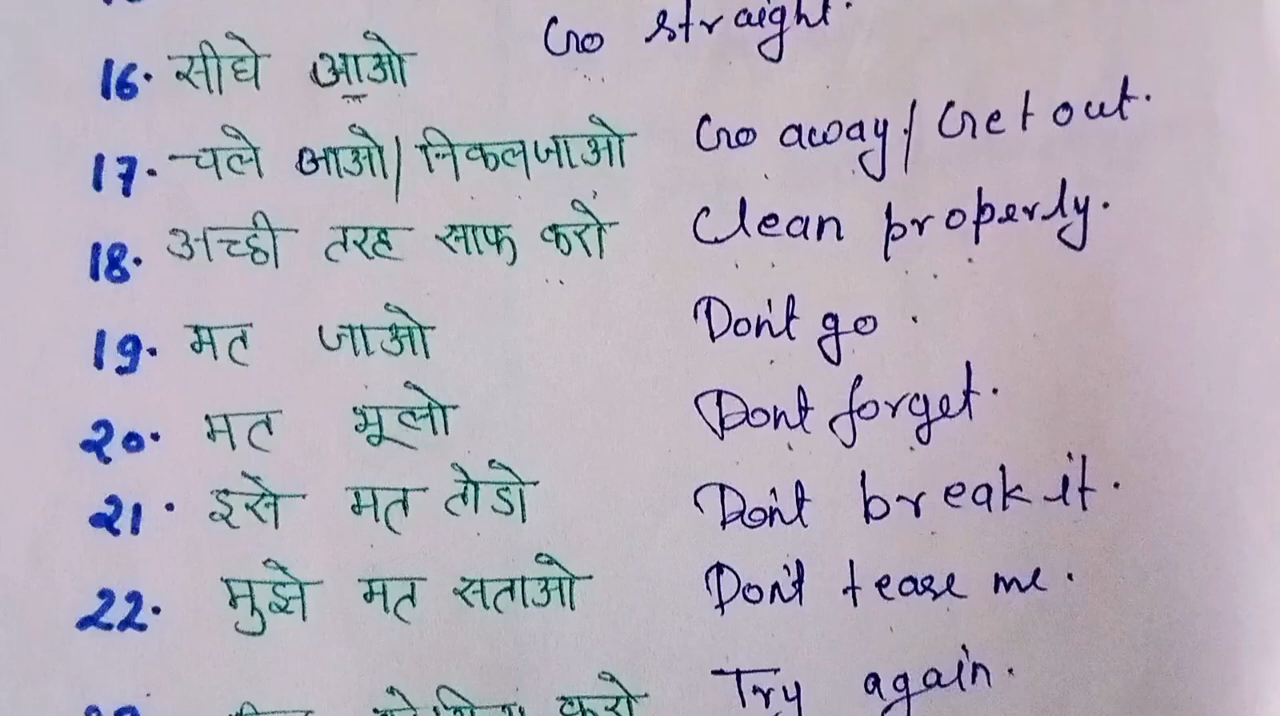 16. सीधे आओ Go straight.
17. चले आओ/निकलजाओ Go away/Get out.
18. अच्छी तरह साफ करो Clean properly.
19. मत जाओ Don't go.
20. मत भूलो Dont forget.
21. इसे मत तोडो Don't break it.
22. मुझे मत सताओ Don't tease me.
करो Try again.